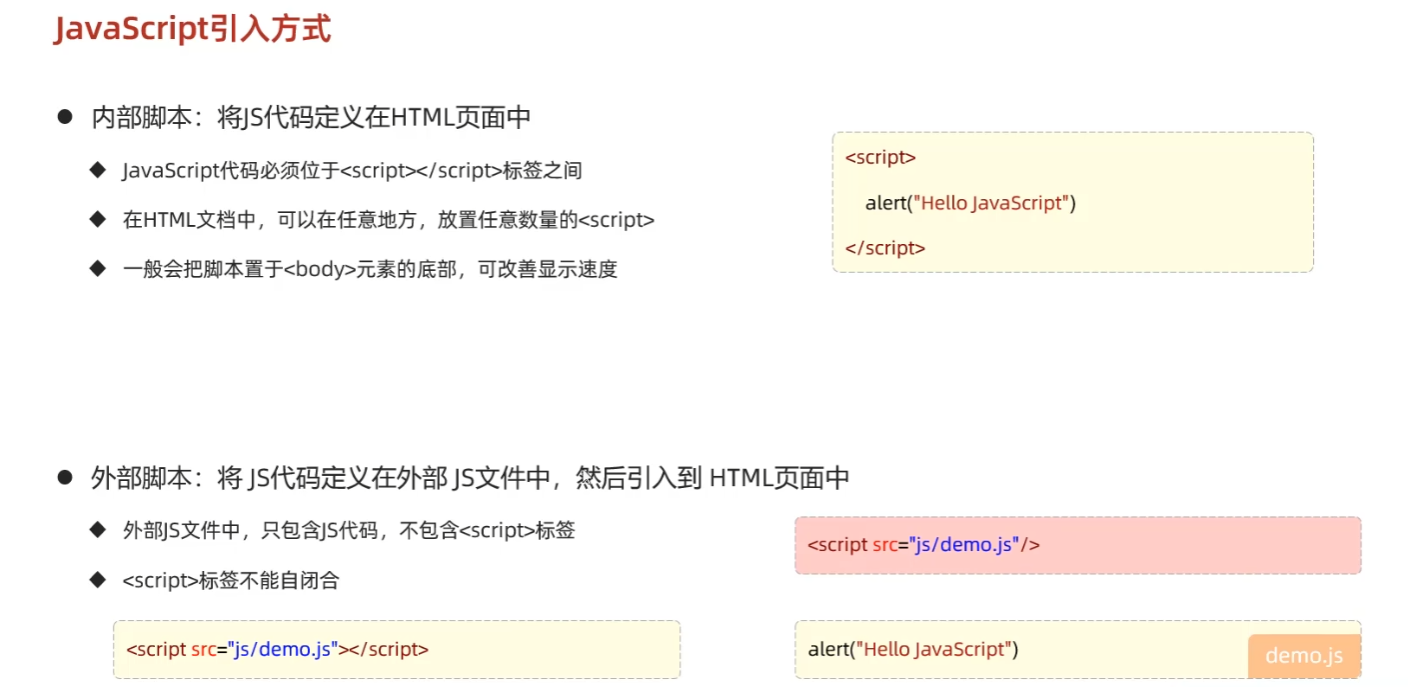 JavaScript引入方式
内部脚本：将JS代码定义在HTML页面中
JavaScript代码必须位于<script></script>标签之间
在HTML文档中，可以在任意地方，放置任意数量的<script>
一般会把脚本置于<body>元素的底部，可改善显示速度
<script>
alert("Hello JavaScript")
</script>
外部脚本：将 JS代码定义在外部 JS文件中，然后引入到 HTML页面中
外部JS文件中，只包含JS代码，不包含<script>标签
<script>标签不能自闭合
<script src="js/demo.js"/>
<script src="js/demo.js"></script>
alert("Hello JavaScript")
demo.js